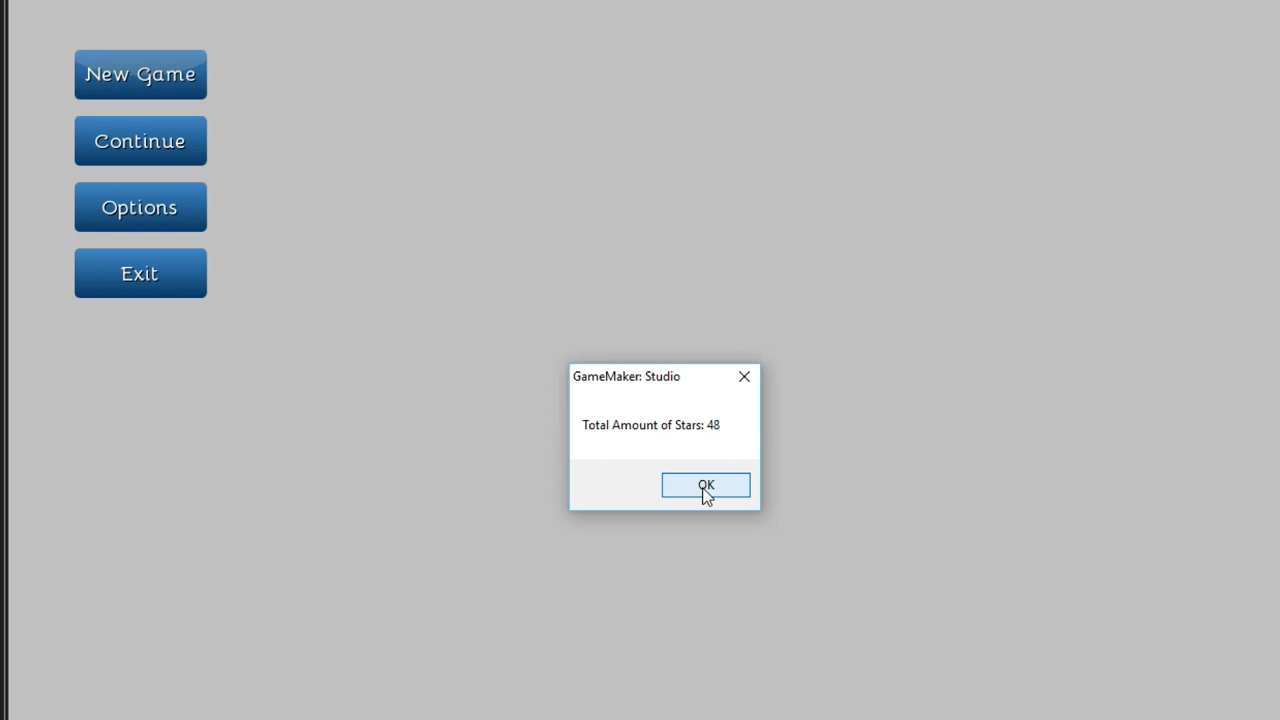 New Game
Continue
Options
Exit
GameMaker: Studio
Total Amount of Stars: 48
OK